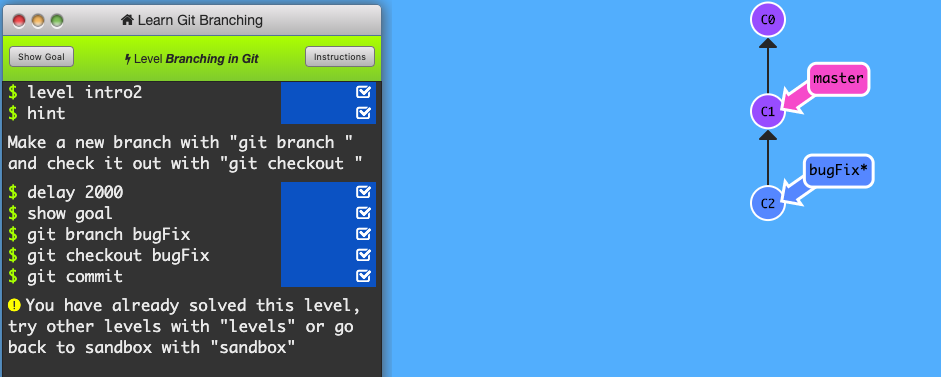 Learn Git Branching
Show Goal
Level Branching in Git
Instructions
$ level intro2
$ hint
Make a new branch with "git branch "
and check it out with "git checkout "
$ delay 2000
$ show goal
$ git branch bugFix
$ git checkout bugFix
$ git commit
You have already solved this level,
try other levels with "levels" or go
back to sandbox with "sandbox"
C0
master
C1
bugFix*
C2